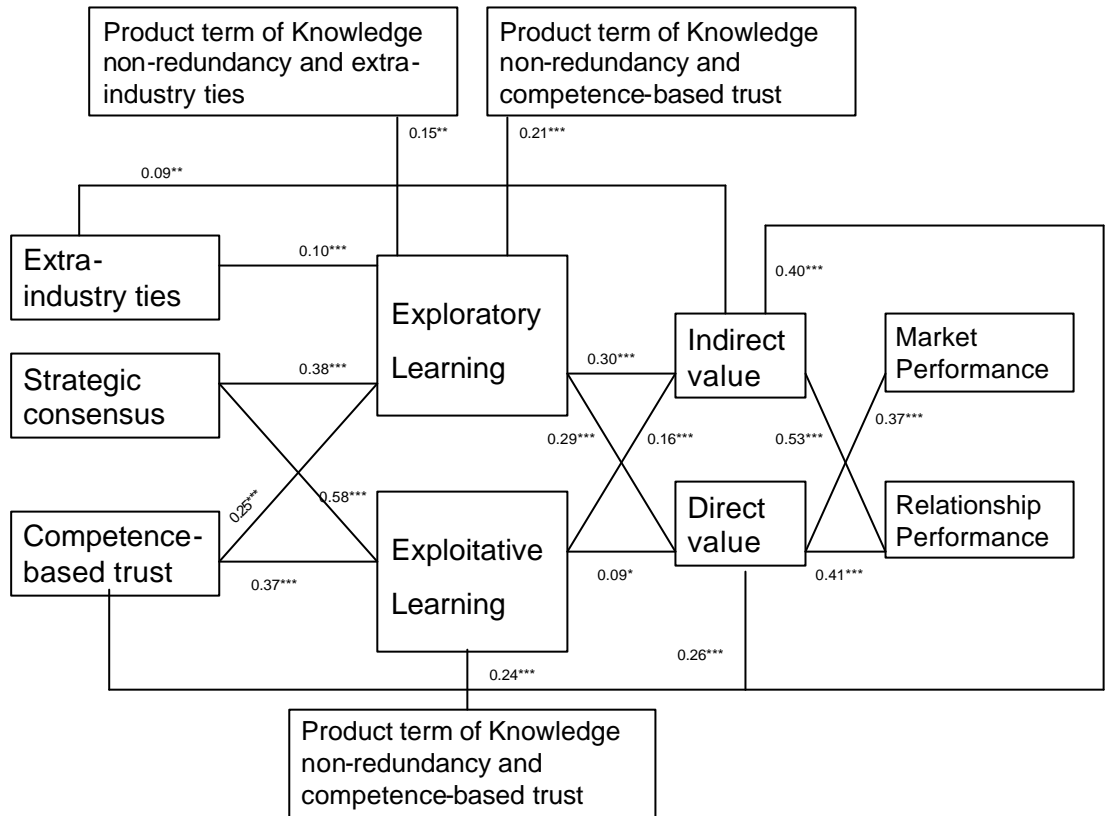 Product term of Knowledge
non-redundancy and extra-
industry ties
Product term of Knowledge
non-redundancy and
competence-based trust
0.15**
0.21***
0.09**
Extra-
industry ties
0.10***
0.40***
Exploratory
Learning
Indirect
value
Market
Performance
Strategic
consensus
0.38***
0.30***
0.37***
0.29***
0.16***
0.53***
0.25***
0.58***
Competence-
based trust
Exploitative
Learning
Direct
value
Relationship
Performance
0.37***
0.09*
0.41***
0.26***
0.24***
Product term of Knowledge
non-redundancy and
competence-based trust